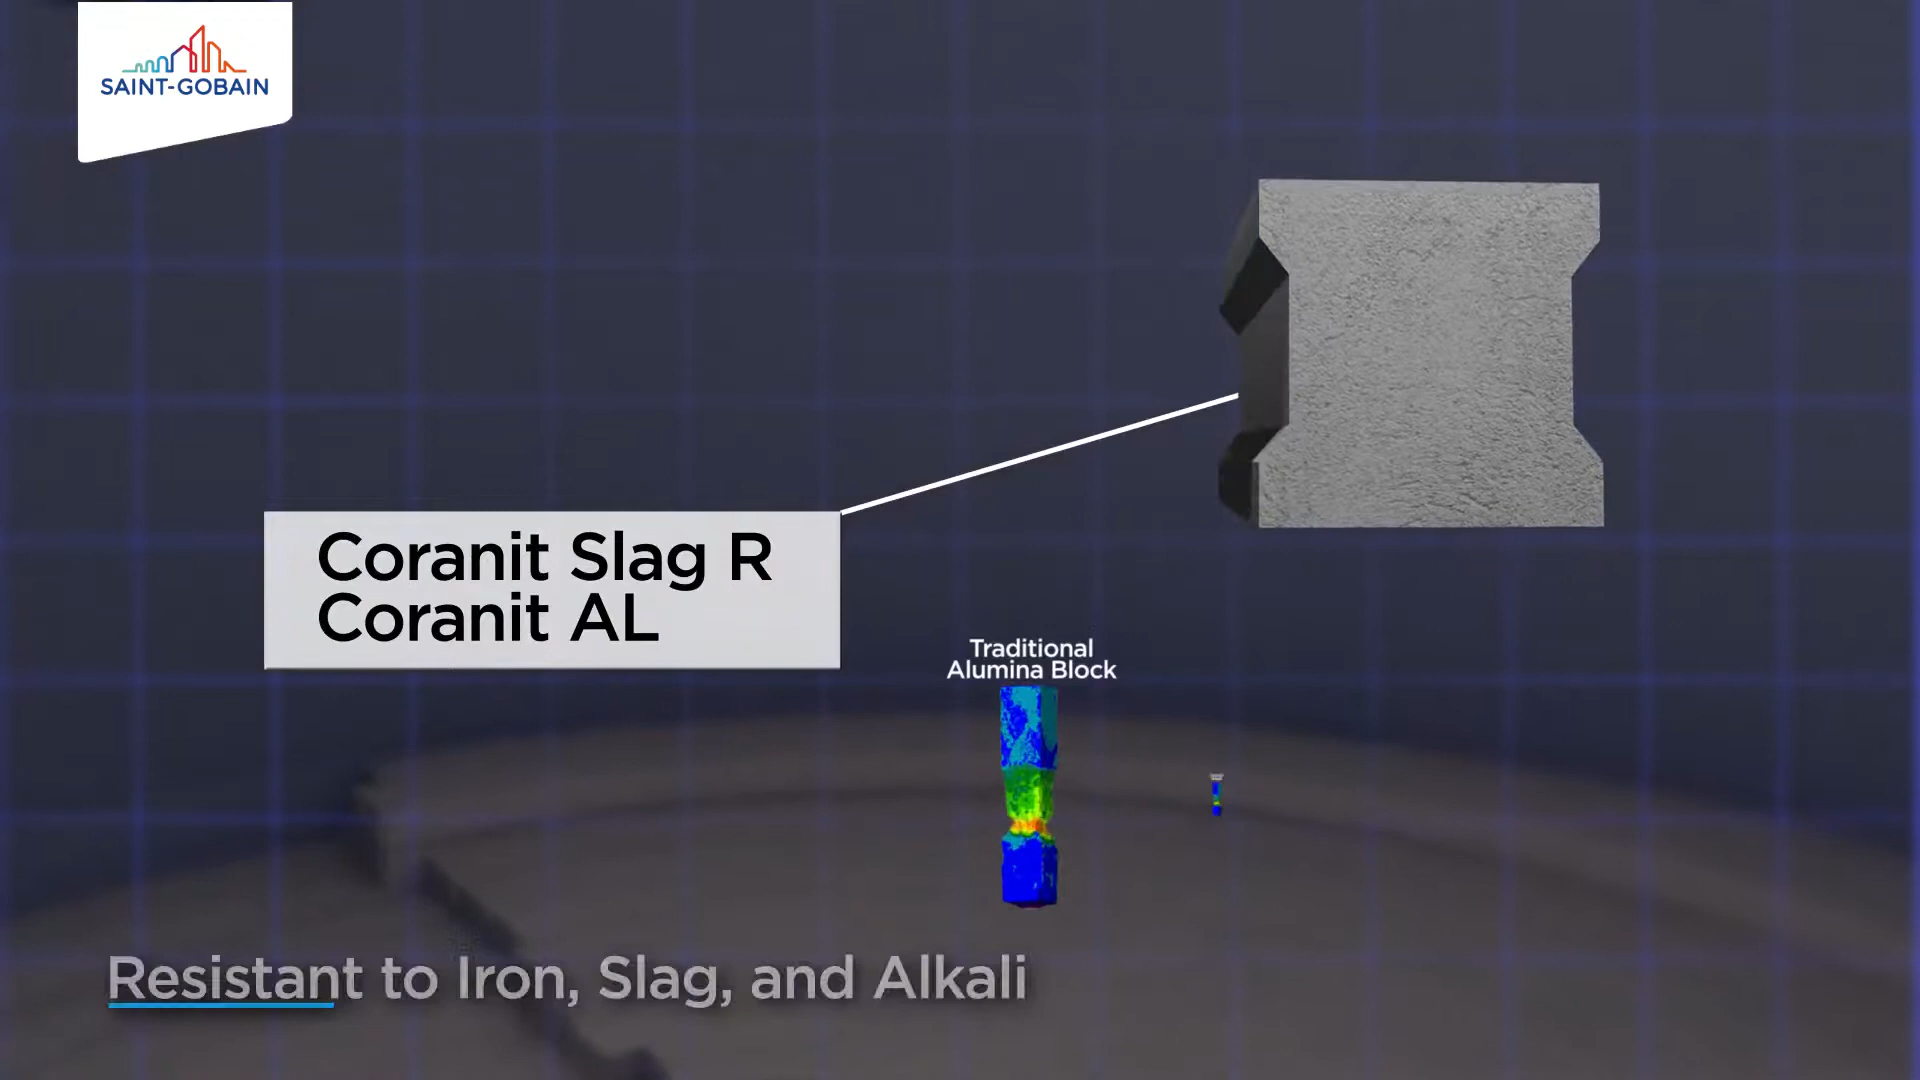 SAINT-GOBAIN
Coranit Slag R
Coranit AL
Traditional
Alumina Block
Resistant to Iron, Slag, and Alkali